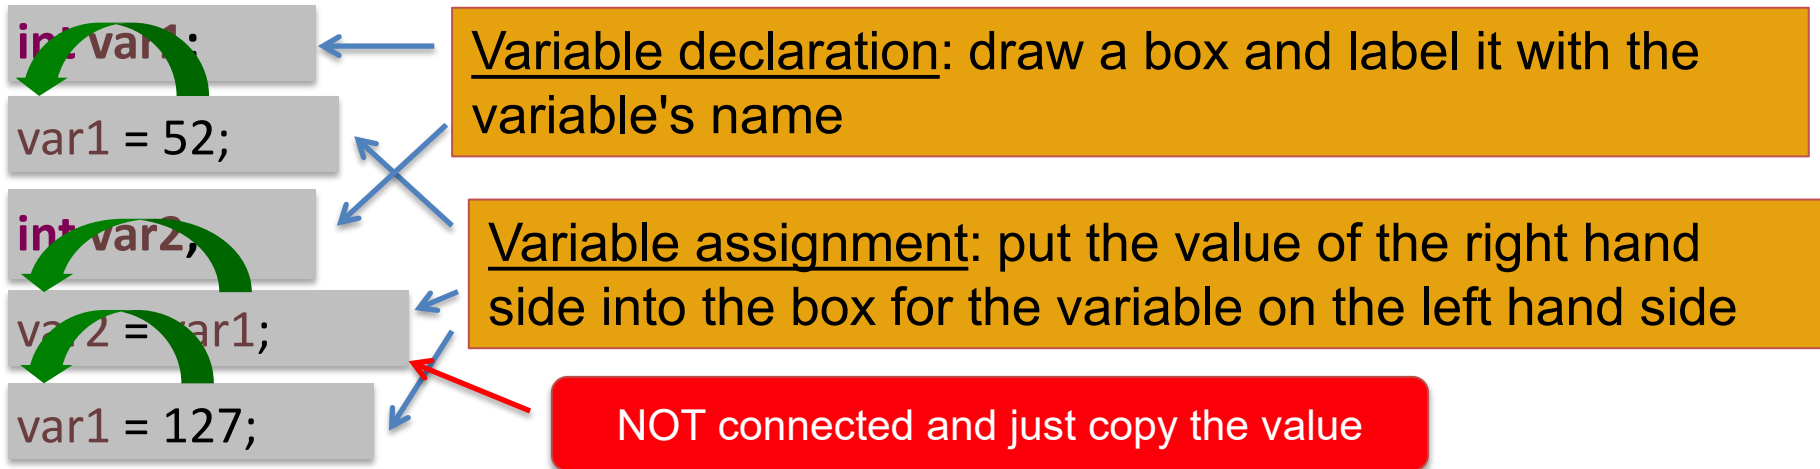 int var1;
Variable declaration: draw a box and label it with the
variable's name
var1 = 52;
int var2;
Variable assignment: put the value of the right hand
side into the box for the variable on the left hand side
var2 = var1;
var1 = 127;
NOT connected and just copy the value